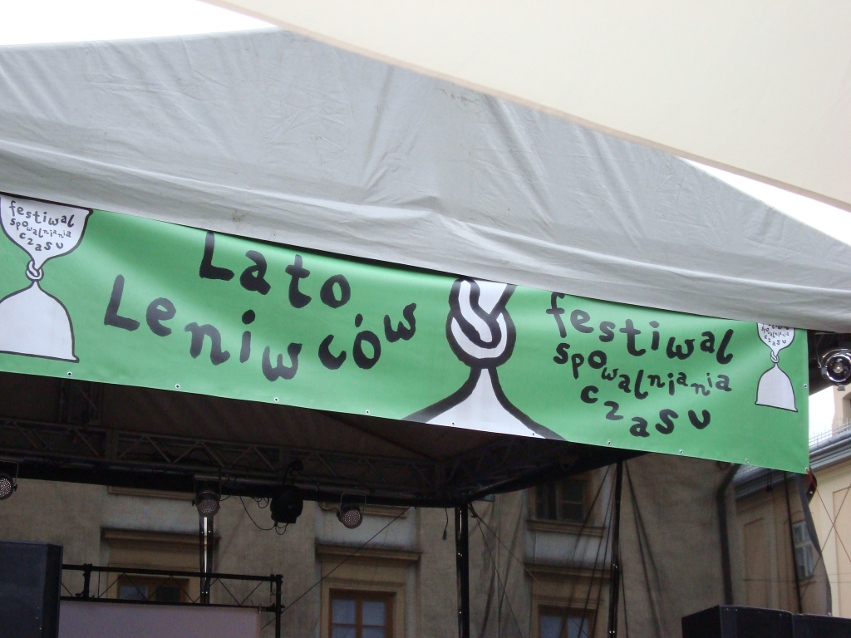 festiwal
spowalniania
czasu
Lato
Leniwców
festiwal
spowalniania
czasu
festiwal
spowalniania
czasu